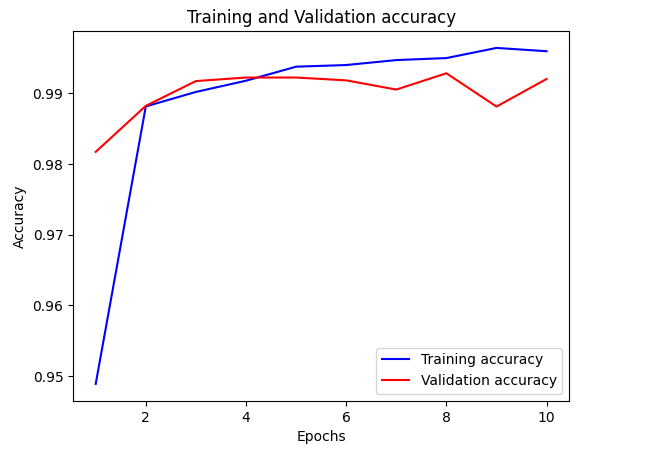 Training and Validation accuracy
Accuracy
0.99
0.98
0.97
0.96
0.95
Training accuracy
Validation accuracy
2 4 6 8 10
Epochs